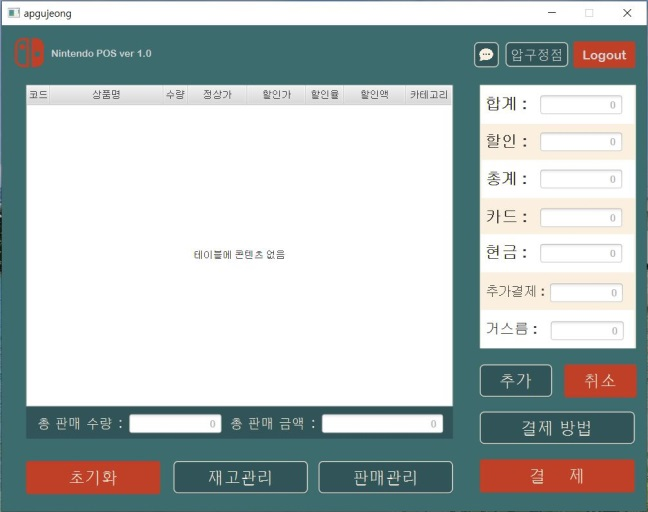 apgujeong
Nintendo POS ver 1.0
압구정점
Logout
코드 상품명 수량 정상가 할인가 할인율 할인액 카테고리
테이블에 콘텐츠 없음
합계 : 0
할인 : 0
총계 : 0
카드 : 0
현금 : 0
추가결제 : 0
거스름 : 0
총 판매 수량 : 0 총 판매 금액 : 0
추가 취소
결제 방법
초기화 재고관리 판매관리 결 제